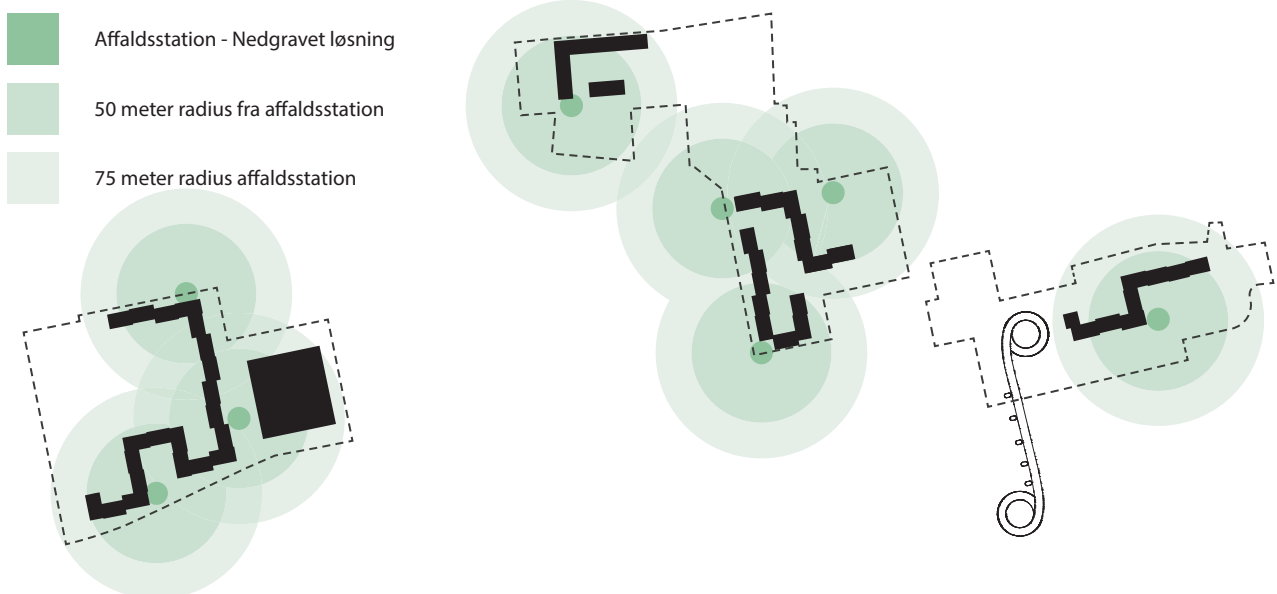 Affaldsstation - Nedgravet løsning
50 meter radius fra affaldsstation
75 meter radius affaldsstation